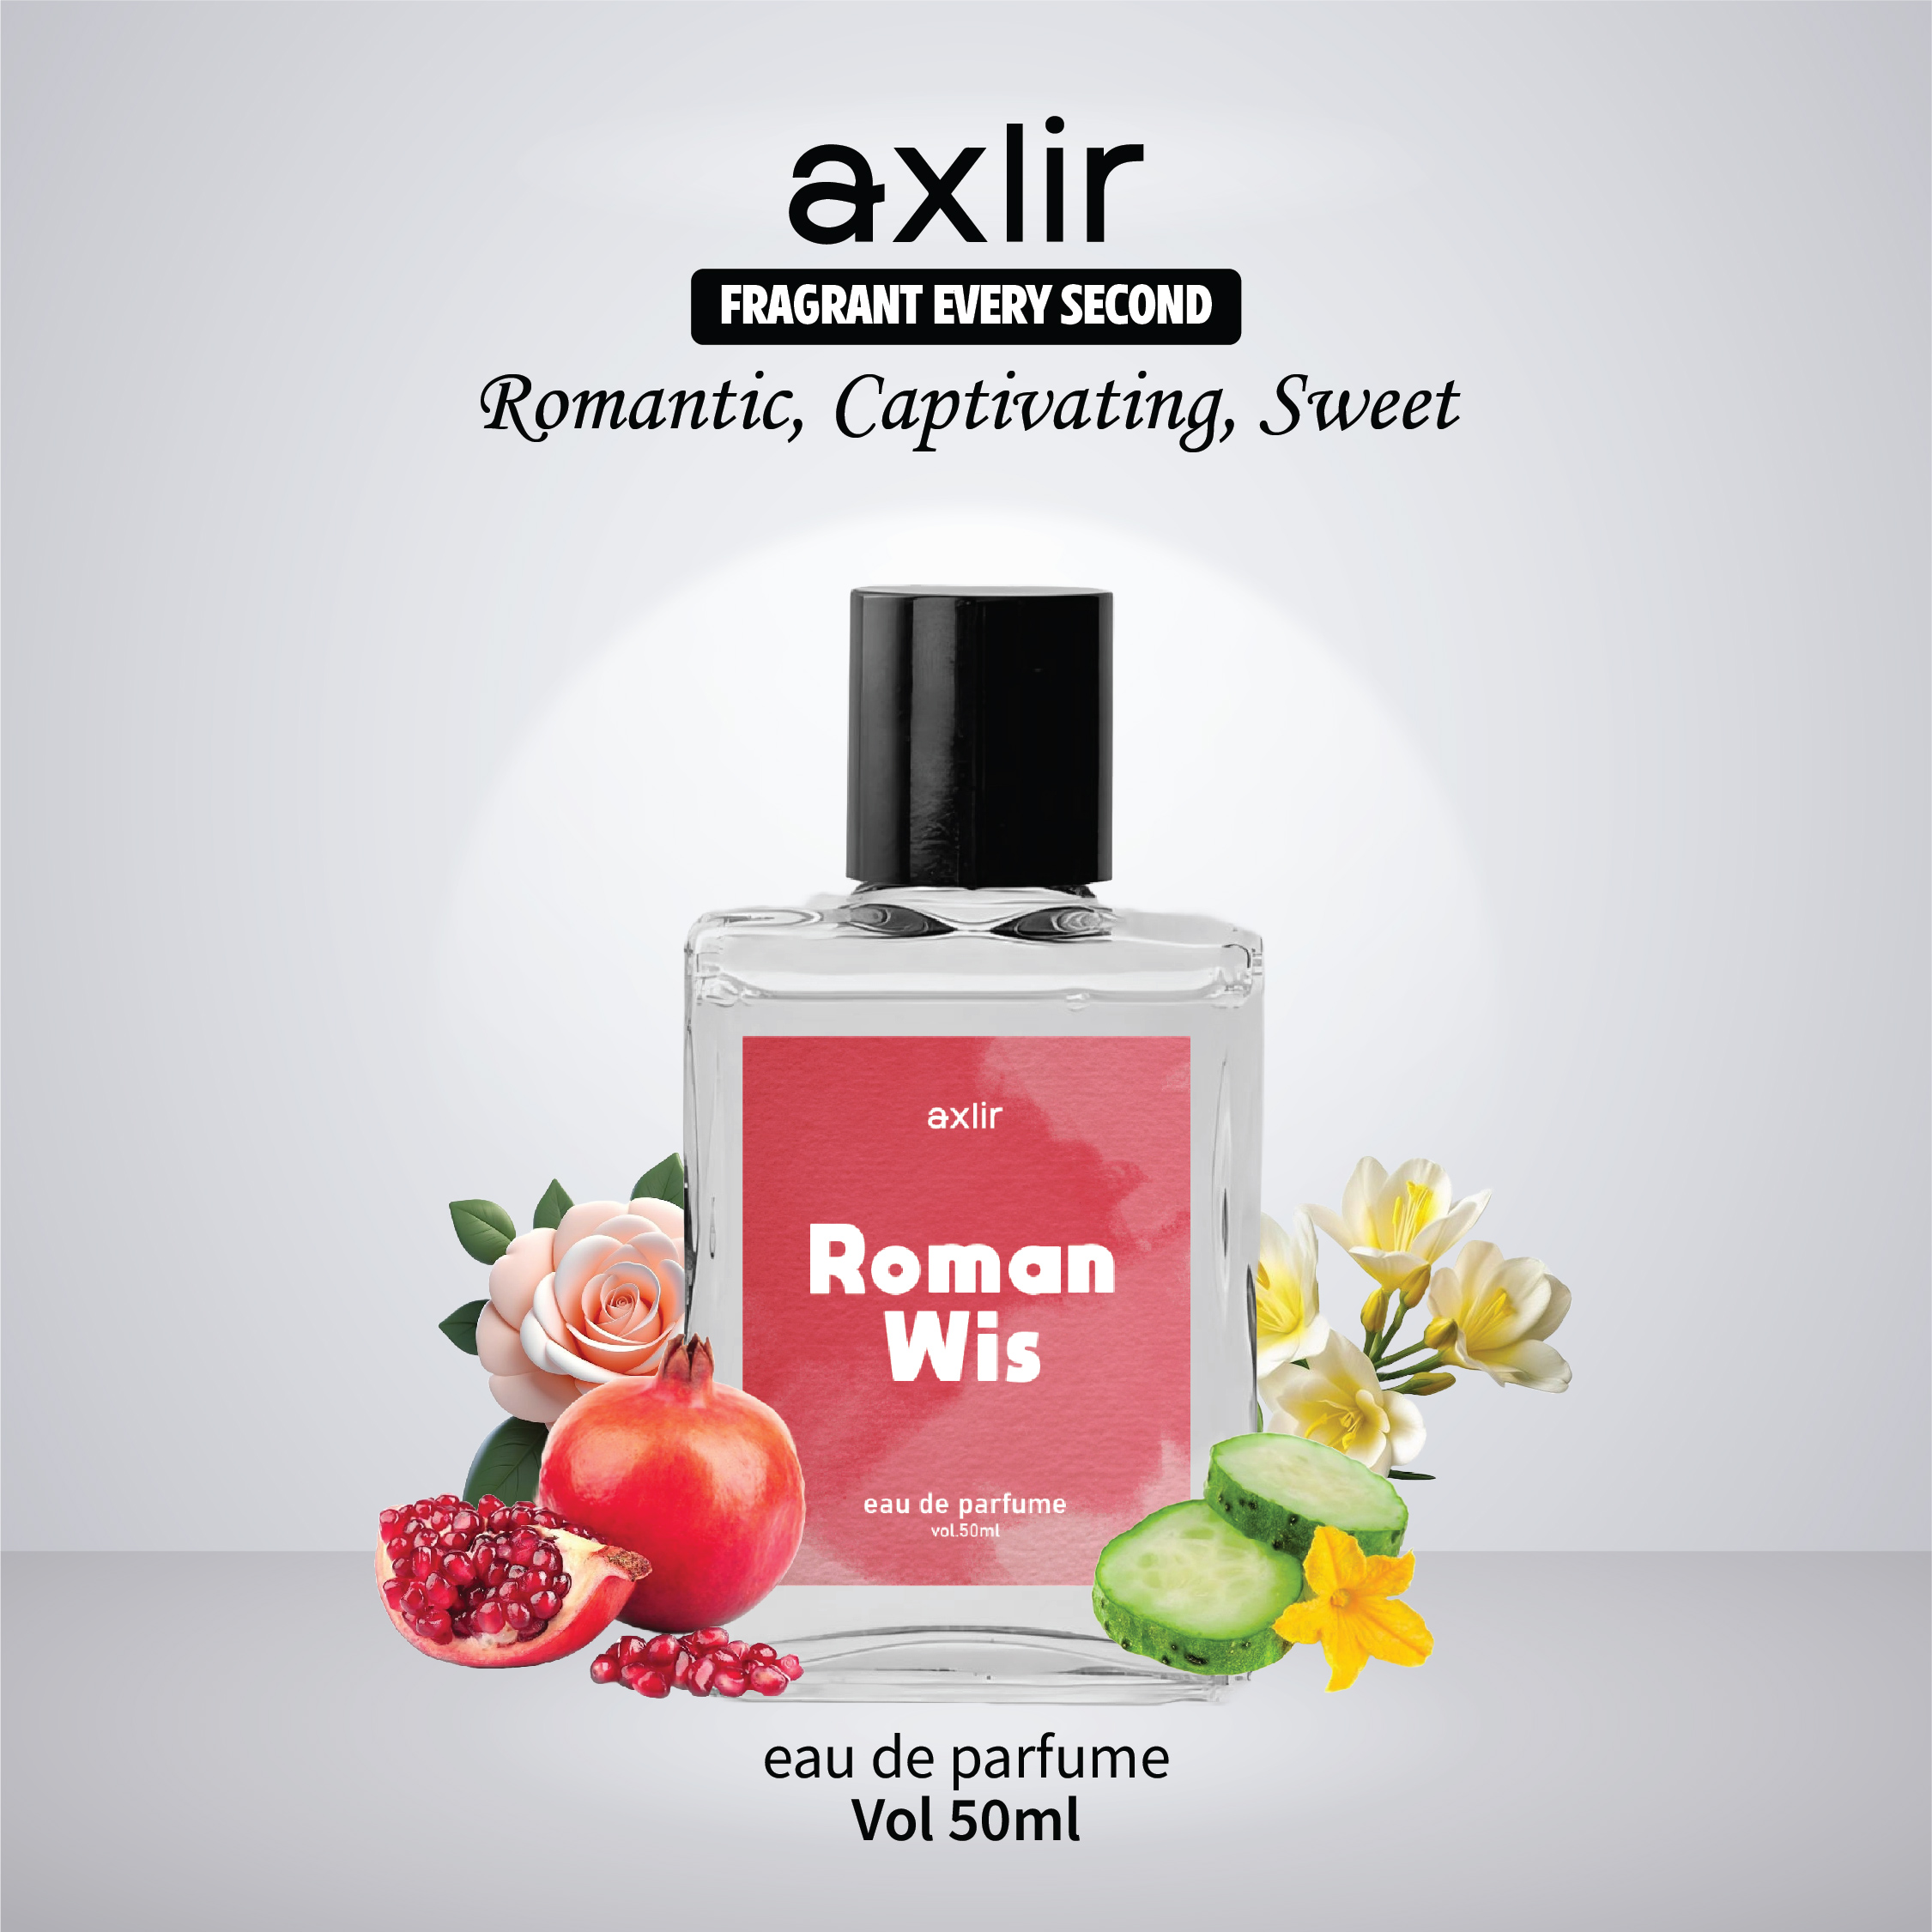 axlir
FRAGRANT EVERY SECOND
Romantic, Captivating, Sweet
axlir
Roman
Wis
eau de parfume
vol.50ml
eau de parfume
Vol 50ml